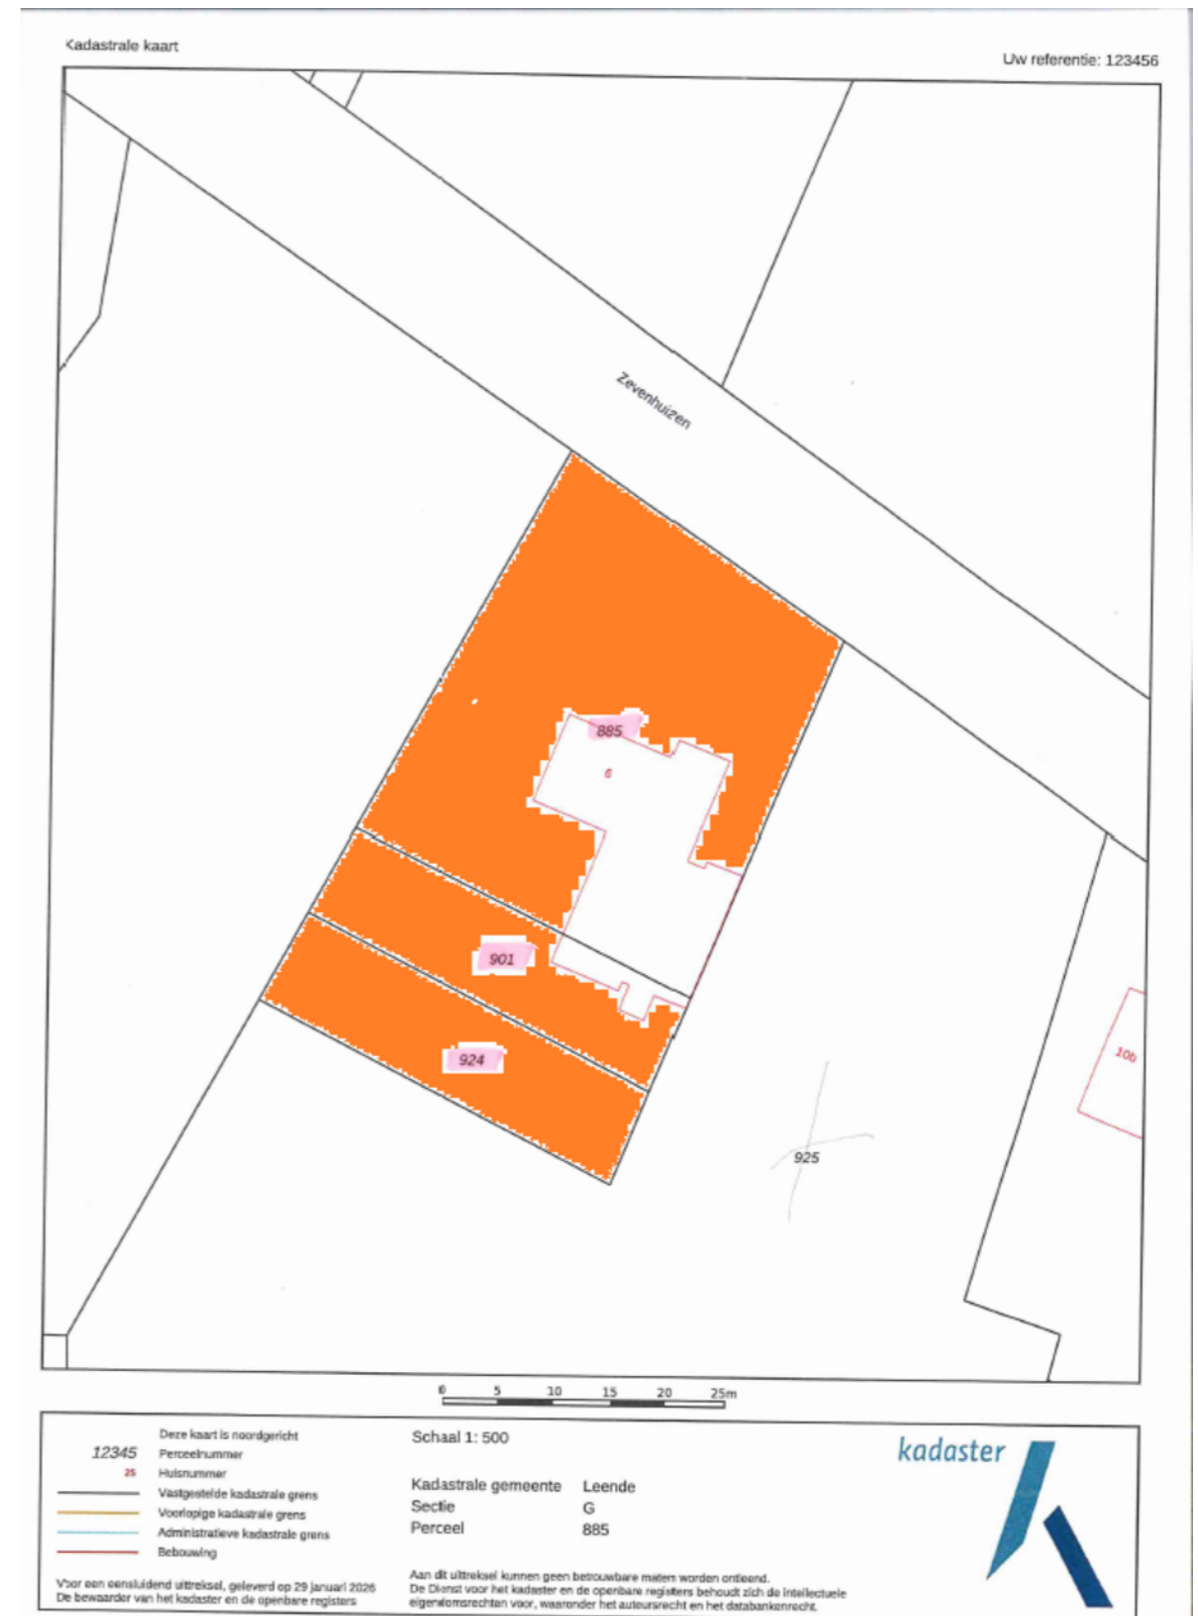 Kadastrale kaart
Uw referentie: 123456
Zevenhuizen
885
6
901
924
925
10b
0 5 10 15 20 25m
Deze kaart is noordgericht
12345 Perceelnummer
25 Huisnummer
Vastgestelde kadastrale grens
Voorlopige kadastrale grens
Administratieve kadastrale grens
Bebouwing
Voor een eensluidend uittreksel, geleverd op 29 januari 2026
De bewaarder van het kadaster en de openbare registers
Schaal 1: 500
Kadastrale gemeente Leende
Sectie G
Perceel 885
Aan dit uittreksel kunnen geen betrouwbare maten worden ontleend.
De Dienst voor het kadaster en de openbare registers behoudt zich de intellectuele
eigendomsrechten voor, waaronder het auteursrecht en het databankenrecht.
kadaster